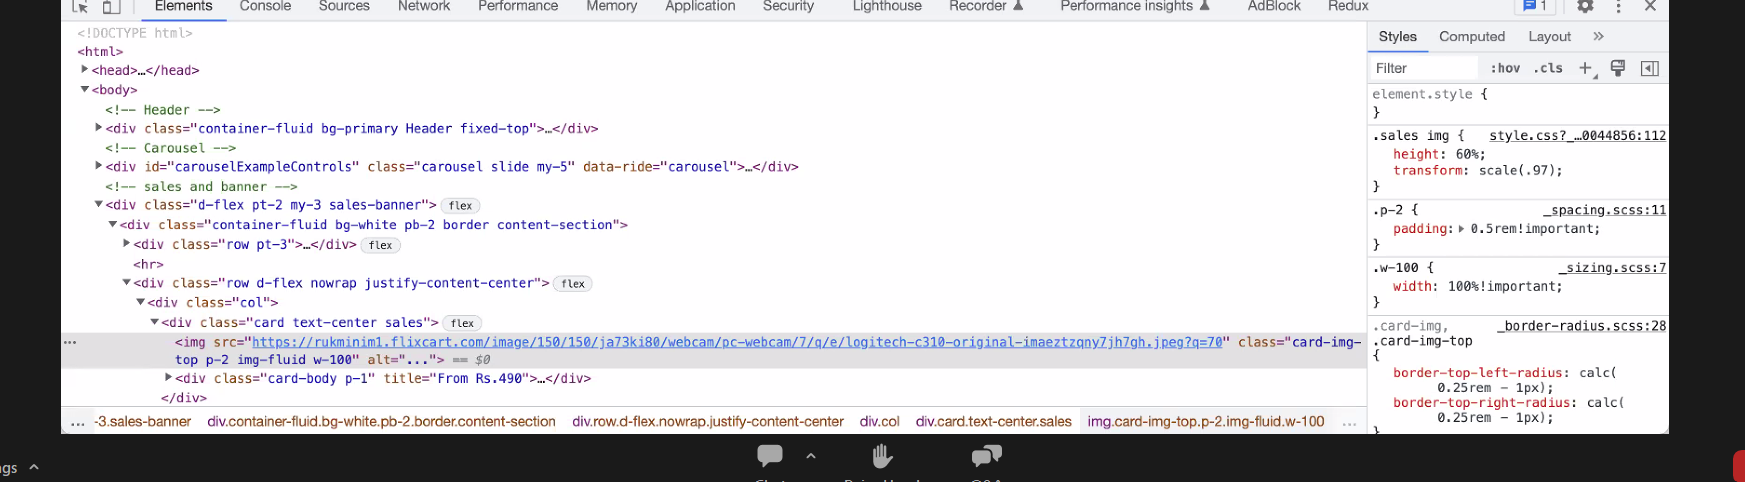 Elements Console Sources Network Performance Memory Application Security Lighthouse Recorder Performance insights AdBlock Redux 1
<!DOCTYPE html>
<html>
<head>…</head>
<body>
<!-- Header -->
<div class="container-fluid bg-primary Header fixed-top">…</div>
<!-- Carousel -->
<div id="carouselExampleControls" class="carousel slide my-5" data-ride="carousel">…</div>
<!-- sales and banner -->
<div class="d-flex pt-2 my-3 sales-banner"> flex
<div class="container-fluid bg-white pb-2 border content-section">
<div class="row pt-3">…</div> flex
<hr>
<div class="row d-flex nowrap justify-content-center"> flex
<div class="col">
<div class="card text-center sales"> flex
<img src="https://rukminim1.flixcart.com/image/150/150/ja73ki80/webcam/pc-webcam/7/q/e/logitech-c310-original-imaeztzqny7jh7gh.jpeg?q=70" class="card-img-
top p-2 img-fluid w-100" alt="..."> == $0
<div class="card-body p-1" title="From Rs.490">…</div>
</div>
... -3.sales-banner div.container-fluid.bg-white.pb-2.border.content-section div.row.d-flex.nowrap.justify-content-center div.col div.card.text-center.sales img.card-img-top.p-2.img-fluid.w-100 ...
Styles Computed Layout »
Filter :hov .cls +
element.style {
}
.sales img { style.css?_…0044856:112
height: 60%;
transform: scale(.97);
}
.p-2 { _spacing.scss:11
padding: 0.5rem!important;
}
.w-100 { _sizing.scss:7
width: 100%!important;
}
.card-img, _border-radius.scss:28
.card-img-top
{
border-top-left-radius: calc(
0.25rem - 1px);
border-top-right-radius: calc(
0.25rem - 1px);
}
ngs